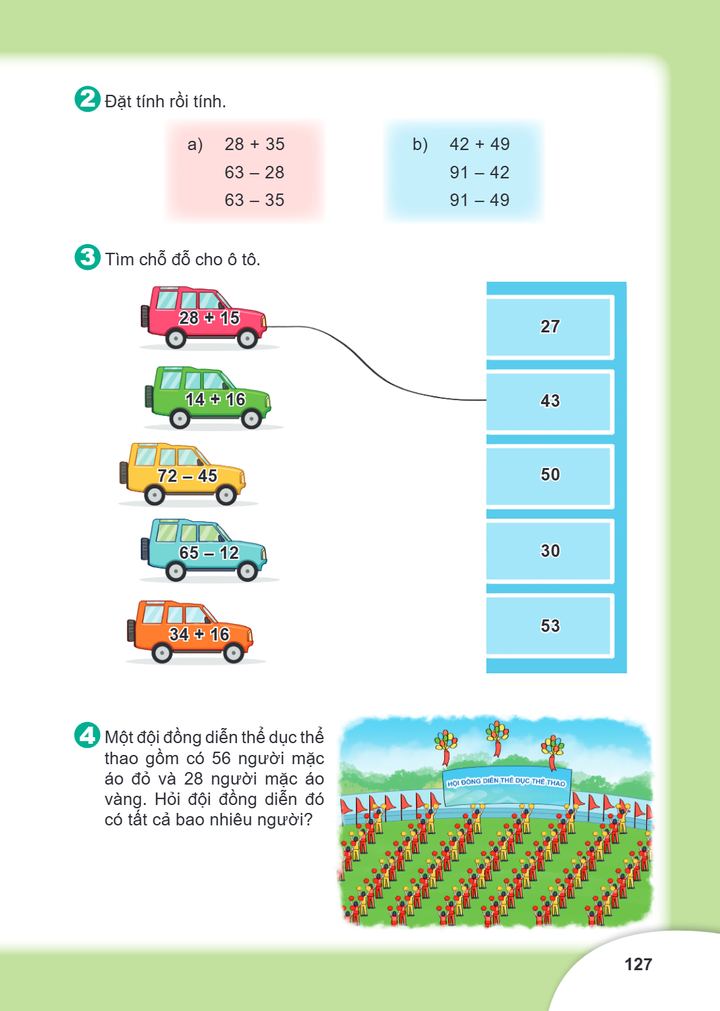 2 Đặt tính rồi tính.
a) 28 + 35
63 – 28
63 – 35
b) 42 + 49
91 – 42
91 – 49
3 Tìm chỗ đỗ cho ô tô.
28 + 15
14 + 16
72 – 45
65 – 12
34 + 16
27
43
50
30
53
4 Một đội đồng diễn thể dục thể
thao gồm có 56 người mặc
áo đỏ và 28 người mặc áo
vàng. Hỏi đội đồng diễn đó
có tất cả bao nhiêu người?
HỘI ĐỒNG DIỄN THỂ DỤC THỂ THAO
127